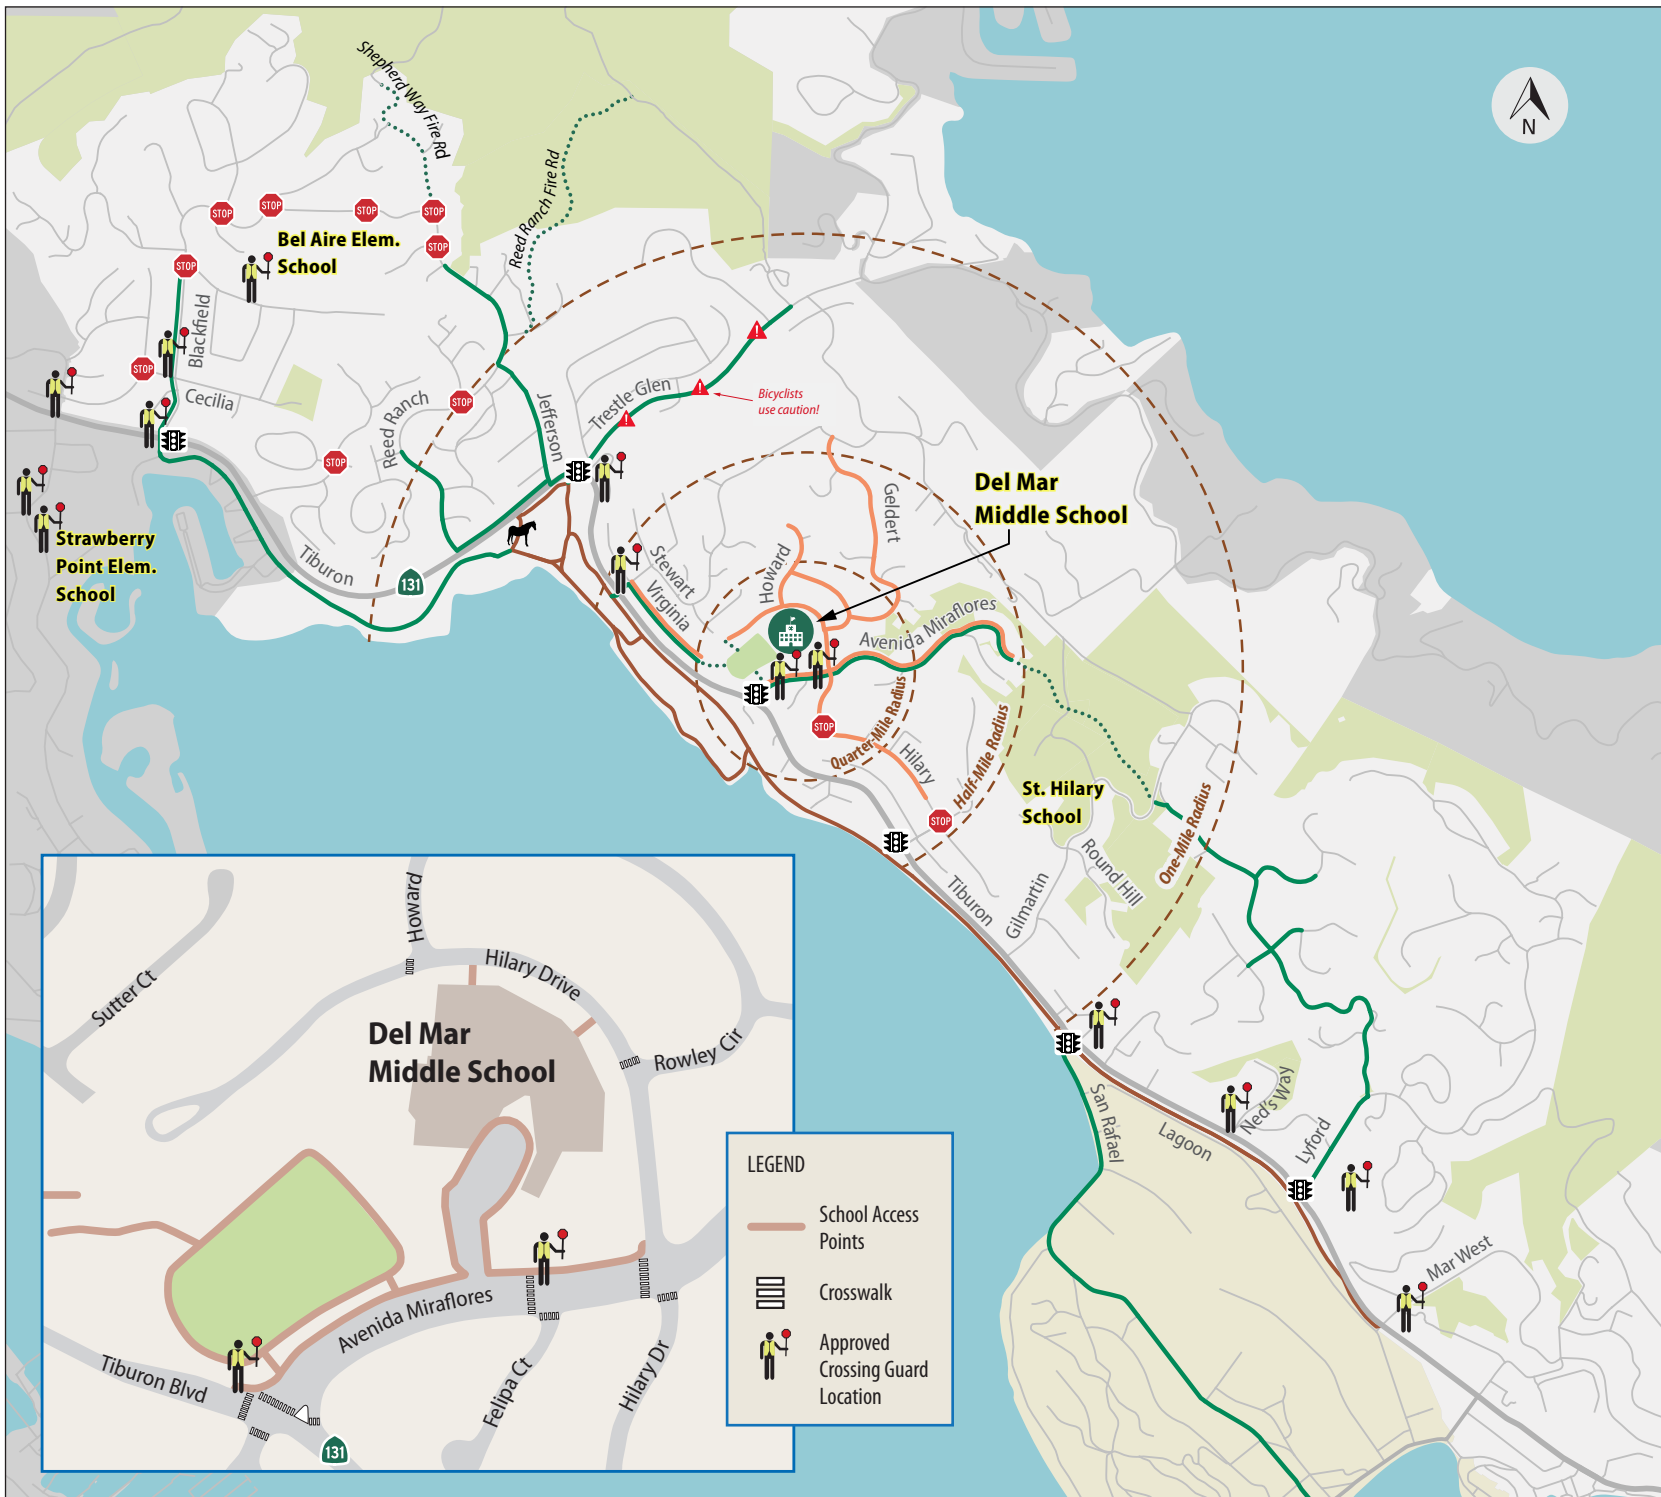 Shepherd Way Fire Rd
Reed Ranch Fire Rd
N
STOP
STOP
STOP
STOP
STOP
STOP
Bel Aire Elem.
School
Blackfield
STOP
Cecilia
Reed Ranch
STOP
STOP
Jefferson
Trestle Glen
Bicyclists
use caution!
Strawberry
Point Elem.
School
Tiburon
131
Stewart
Virginia
Howard
Geldert
Del Mar
Middle School
Avenida Miraflores
STOP
Quarter-Mile Radius
Hilary
Half-Mile Radius
STOP
St. Hilary
School
One-Mile Radius
Round Hill
Gilmartin
Tiburon
San Rafael
Lagoon
Ned's Way
Lyford
Mar West
Howard
Hilary Drive
Sutter Ct
Del Mar
Middle School
Rowley Cir
Avenida Miraflores
Tiburon Blvd
Felipa Ct
Hilary Dr
131
LEGEND
School Access
Points
Crosswalk
Approved
Crossing Guard
Location